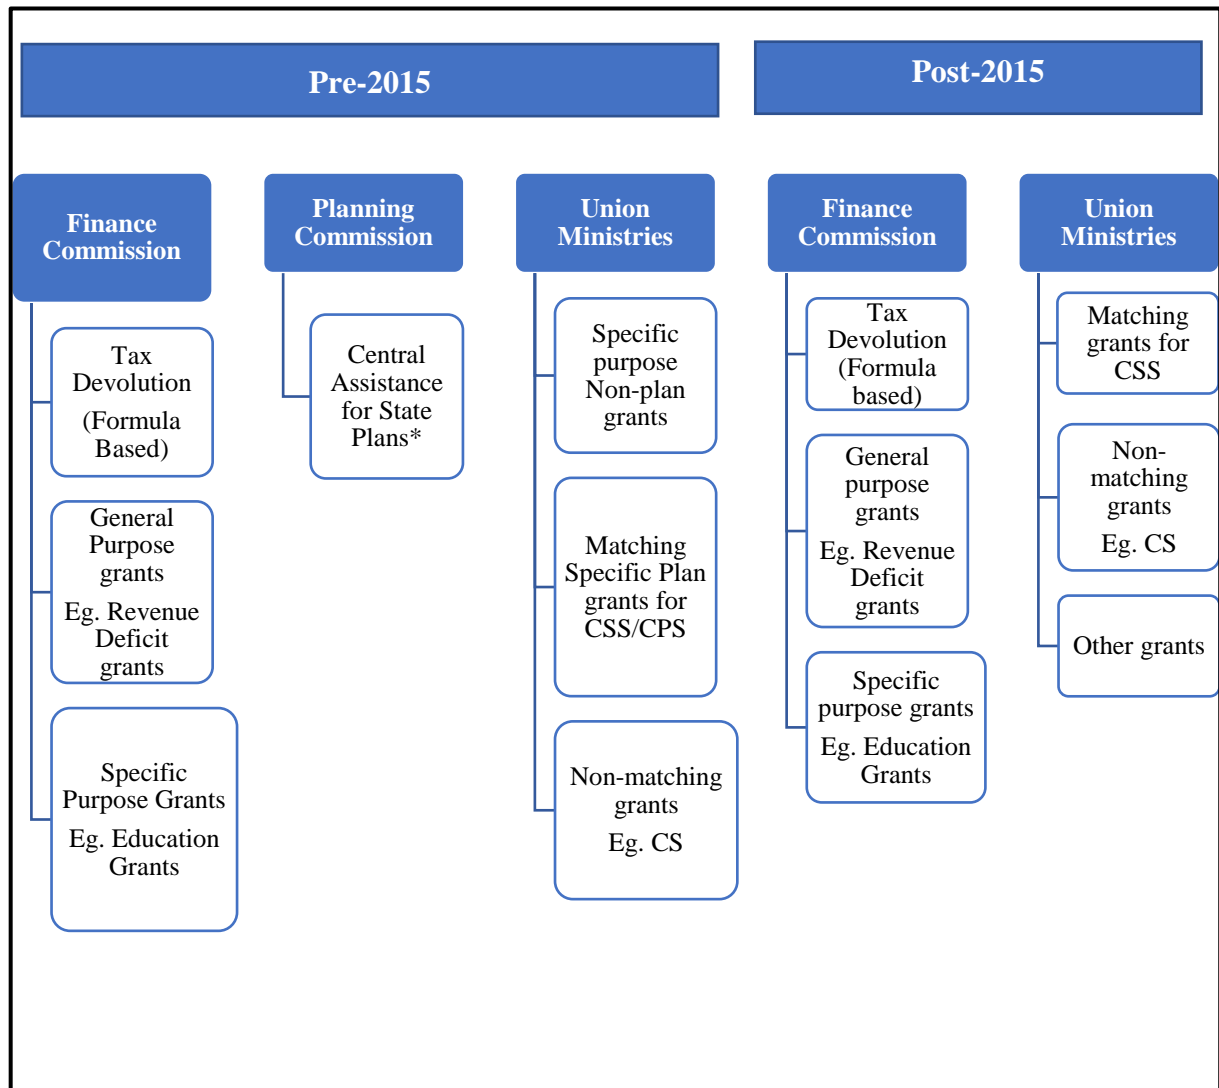 Pre-2015
Post-2015
Finance
Commission
Tax
Devolution
(Formula
Based)
General
Purpose
grants
Eg. Revenue
Deficit
grants
Specific
Purpose Grants
Eg. Education
Grants
Planning
Commission
Central
Assistance
for State
Plans*
Union
Ministries
Specific
purpose
Non-plan
grants
Matching
Specific Plan
grants for
CSS/CPS
Non-matching
grants
Eg. CS
Finance
Commission
Tax
Devolution
(Formula
based)
General
purpose
grants
Eg. Revenue
Deficit
grants
Specific
purpose grants
Eg. Education
Grants
Union
Ministries
Matching
grants for
CSS
Non-
matching
grants
Eg. CS
Other grants